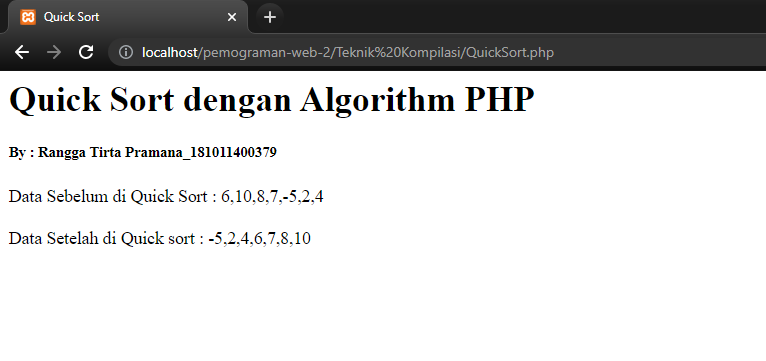 Quick Sort
localhost/pemograman-web-2/Teknik%20Kompilasi/QuickSort.php
Quick Sort dengan Algorithm PHP
By : Rangga Tirta Pramana_181011400379
Data Sebelum di Quick Sort : 6,10,8,7,-5,2,4
Data Setelah di Quick sort : -5,2,4,6,7,8,10